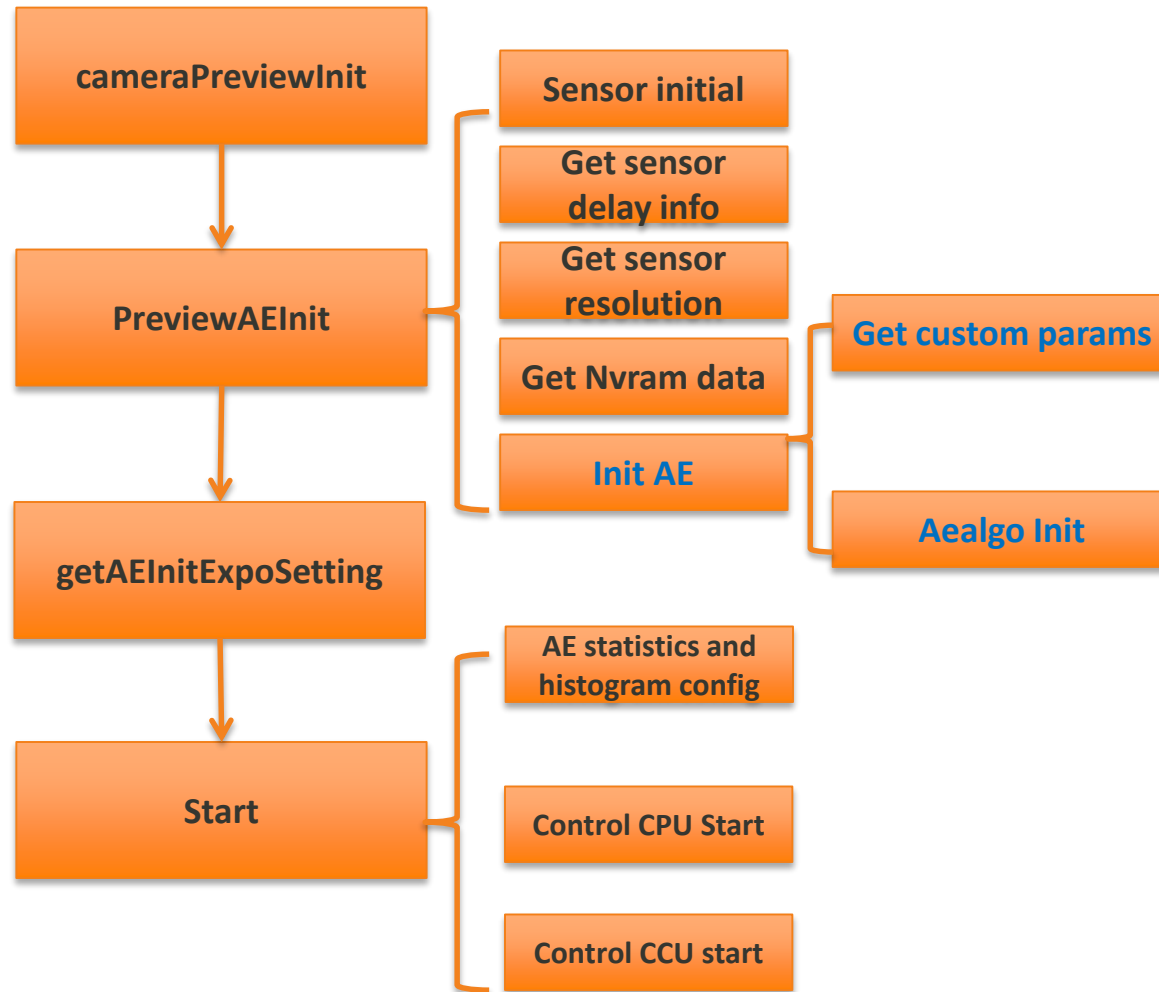 cameraPreviewInit
PreviewAEInit
getAEInitExpoSetting
Start
Sensor initial
Get sensor
delay info
Get sensor
resolution
Get Nvram data
Init AE
Get custom params
Aealgo Init
AE statistics and
histogram config
Control CPU Start
Control CCU start